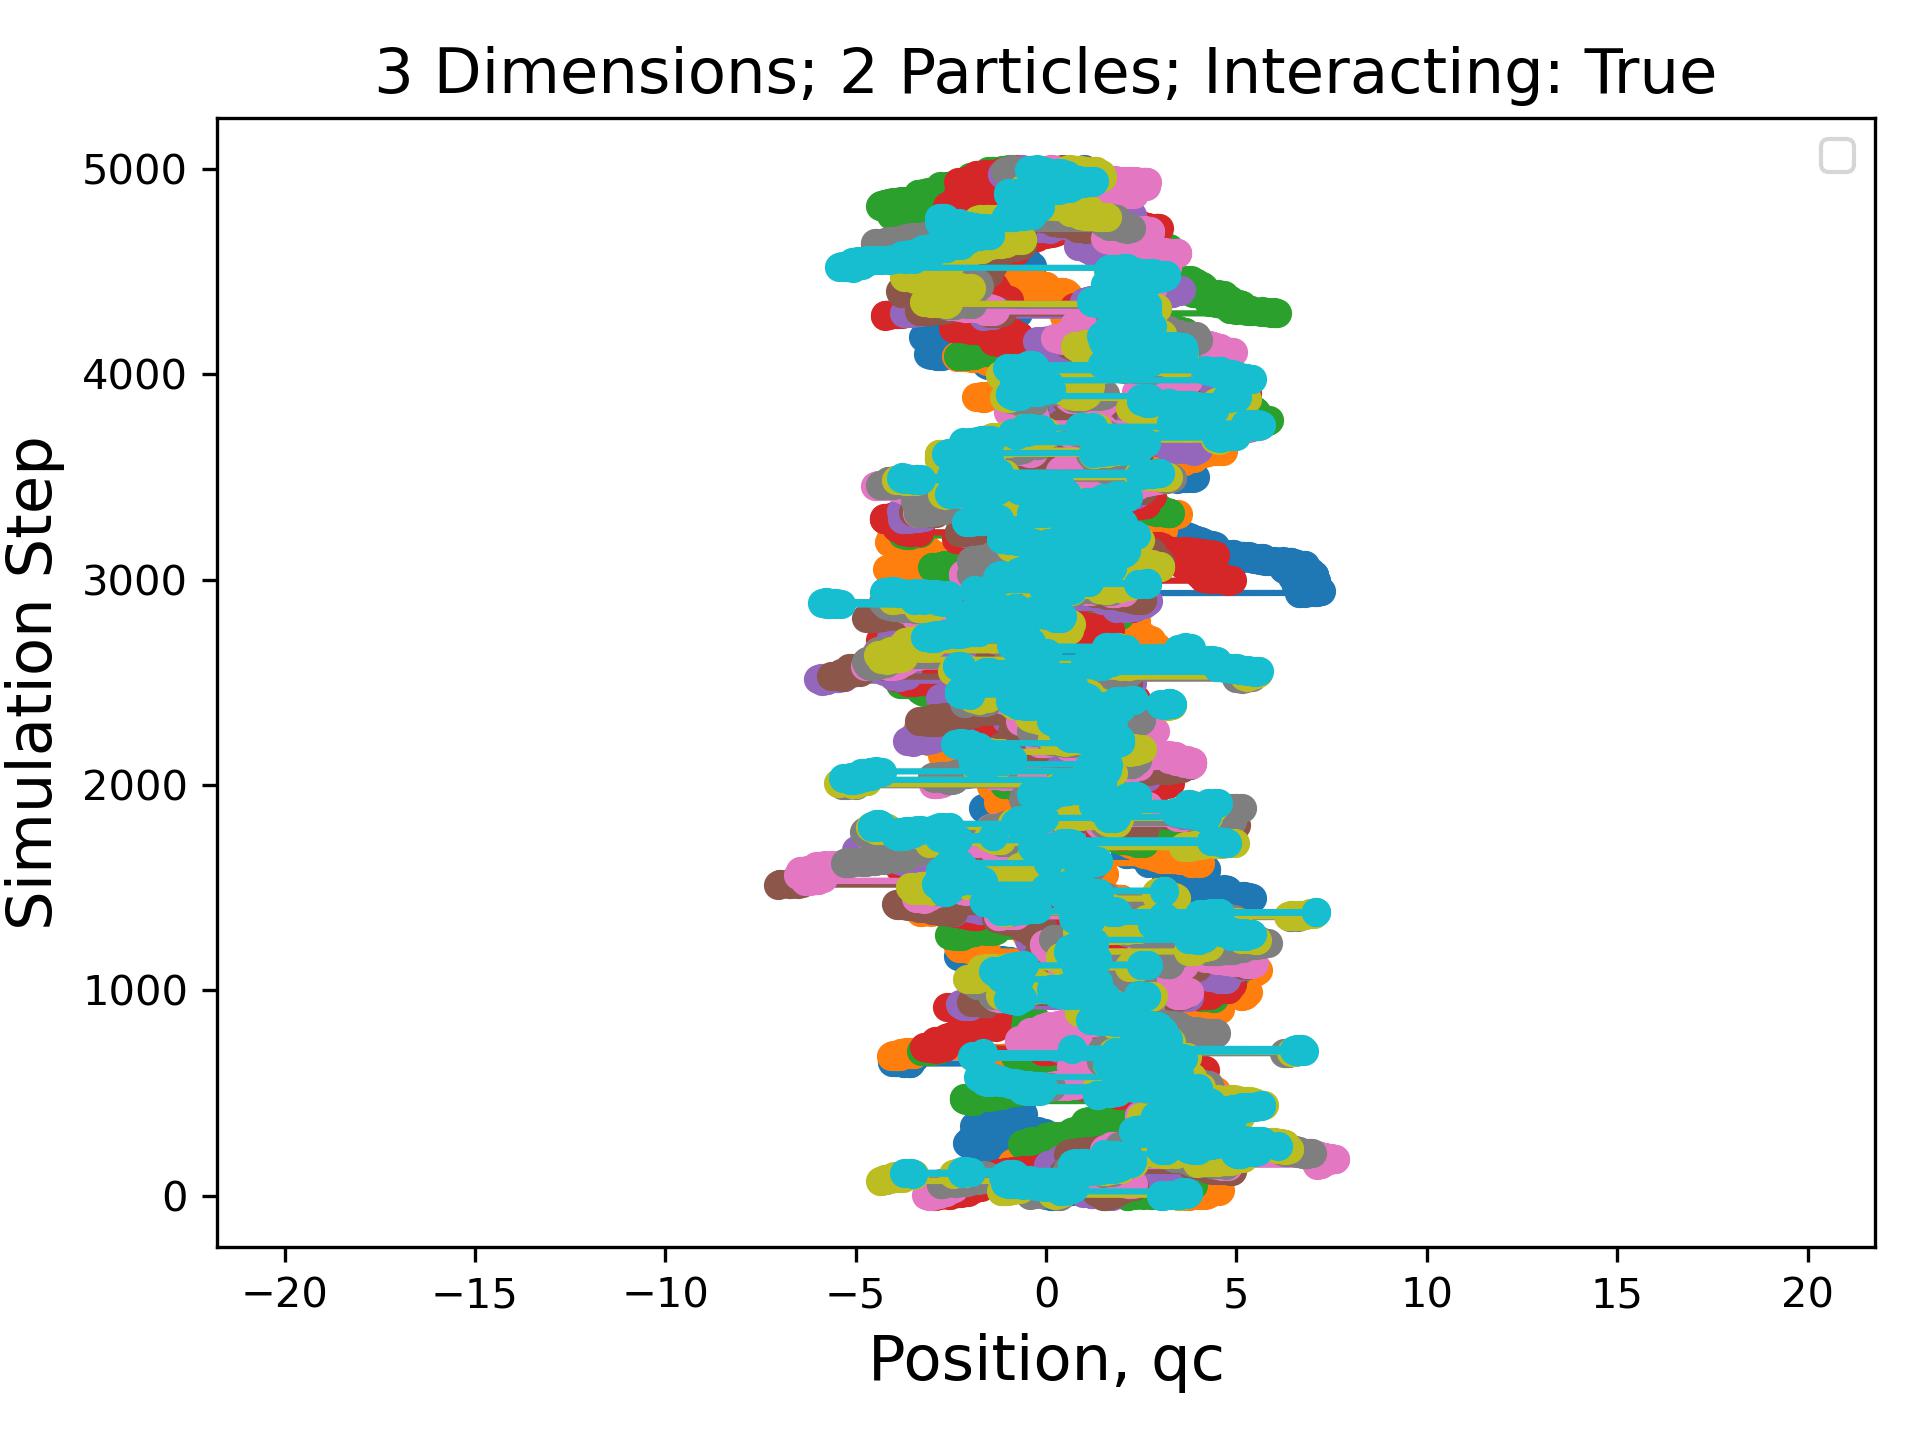 3 Dimensions; 2 Particles; Interacting: True
Simulation Step
5000
4000
3000
2000
1000
0
−20 −15 −10 −5 0 5 10 15 20
Position, qc